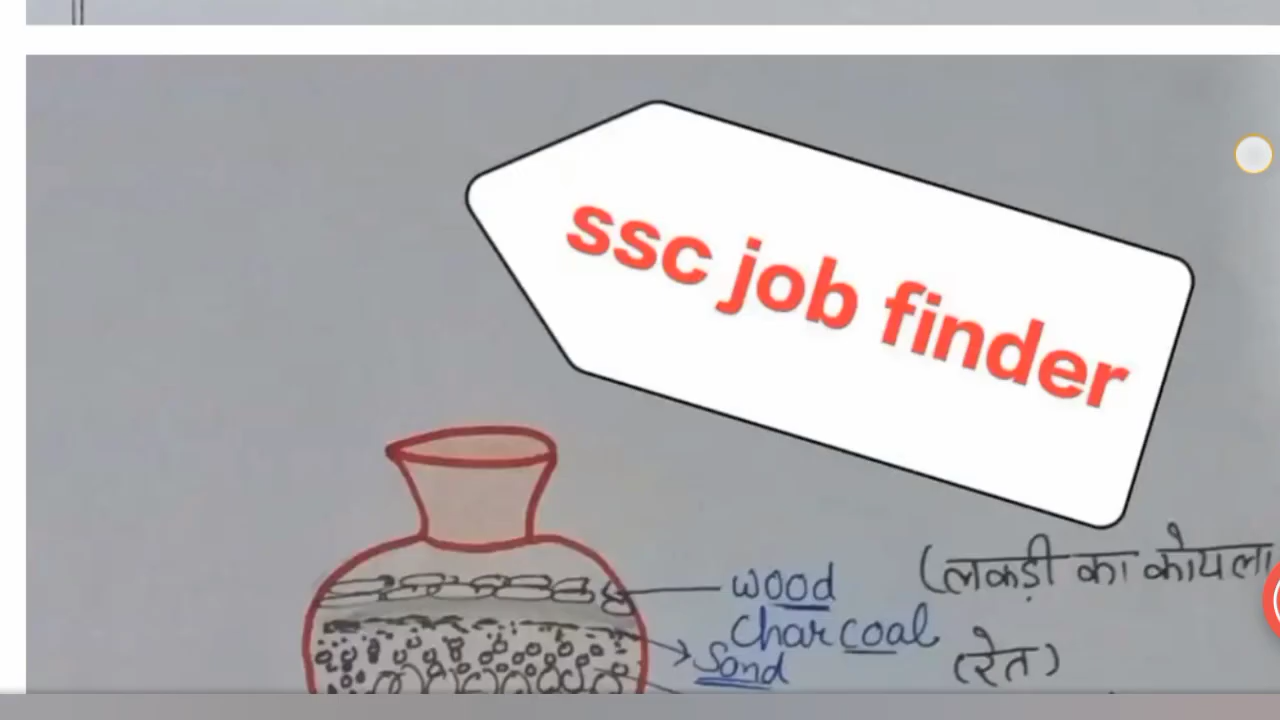 ssc job finder
wood (लकड़ी का कोयला
charcoal
Sand (रेत)